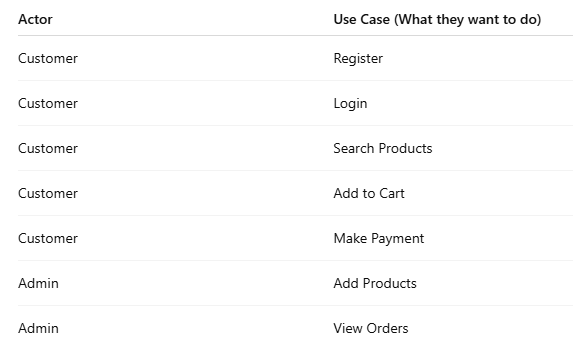 Actor Use Case (What they want to do)
Customer Register
Customer Login
Customer Search Products
Customer Add to Cart
Customer Make Payment
Admin Add Products
Admin View Orders